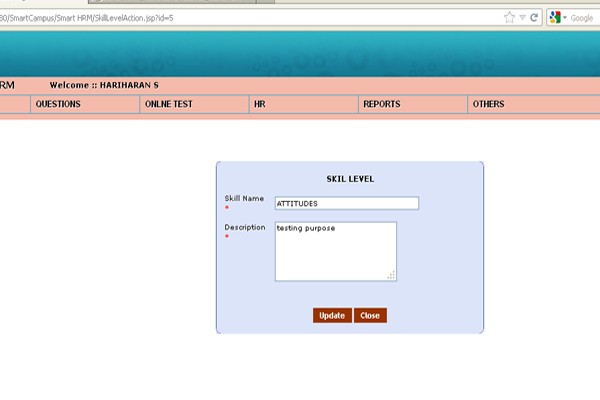 80/SmartCampus/Smart HRM/SkillLevelAction.jsp?id=5
Google
RM Welcome :: HARIHARAN S
QUESTIONS ONLNE TEST HR REPORTS OTHERS
SKIL LEVEL
Skill Name
* ATTITUDES
Description testing purpose
*
Update Close